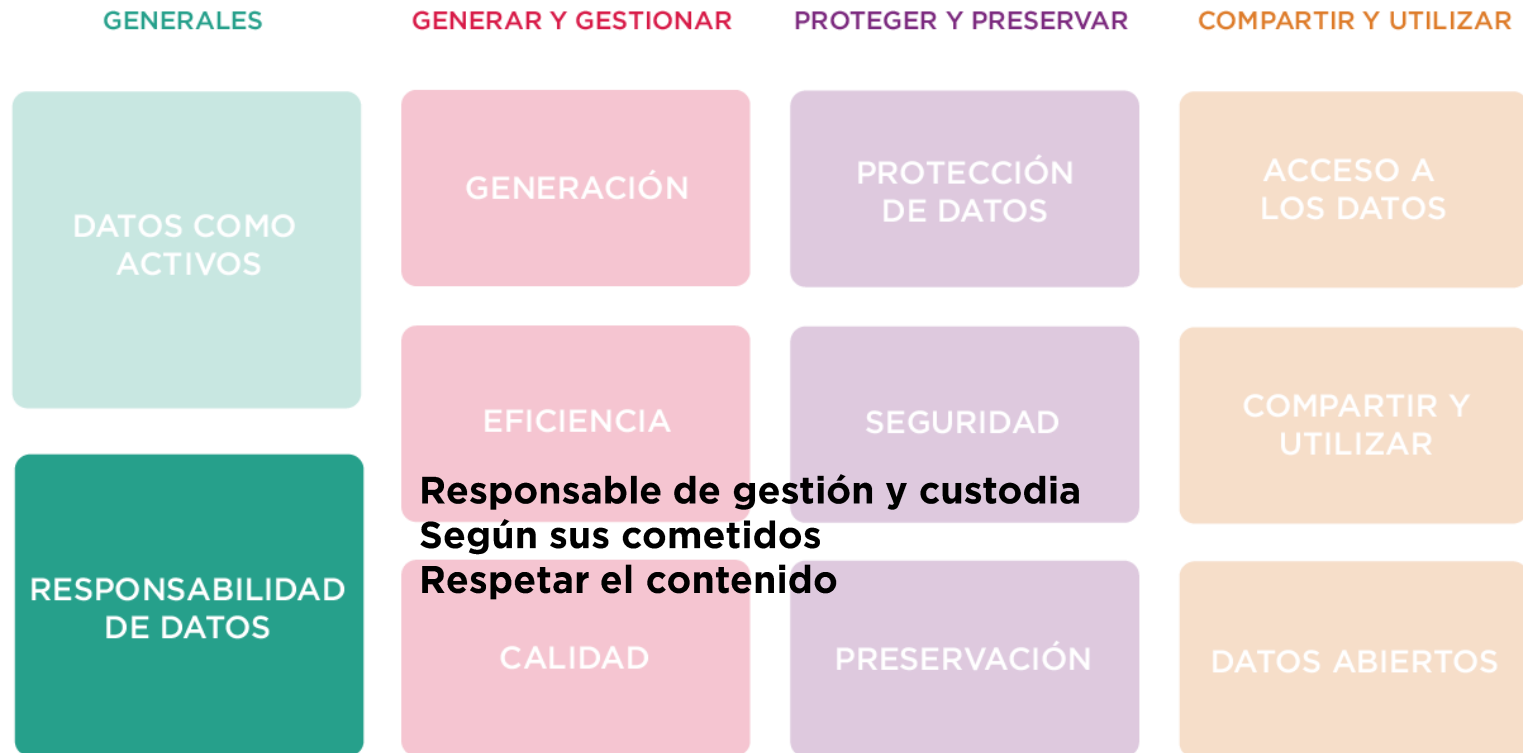 GENERALES
GENERAR Y GESTIONAR
PROTEGER Y PRESERVAR
COMPARTIR Y UTILIZAR
DATOS COMO
ACTIVOS
RESPONSABILIDAD
DE DATOS
GENERACIÓN
EFICIENCIA
CALIDAD
PROTECCIÓN
DE DATOS
SEGURIDAD
PRESERVACIÓN
ACCESO A
LOS DATOS
COMPARTIR Y
UTILIZAR
DATOS ABIERTOS
Responsable de gestión y custodia
Según sus cometidos
Respetar el contenido